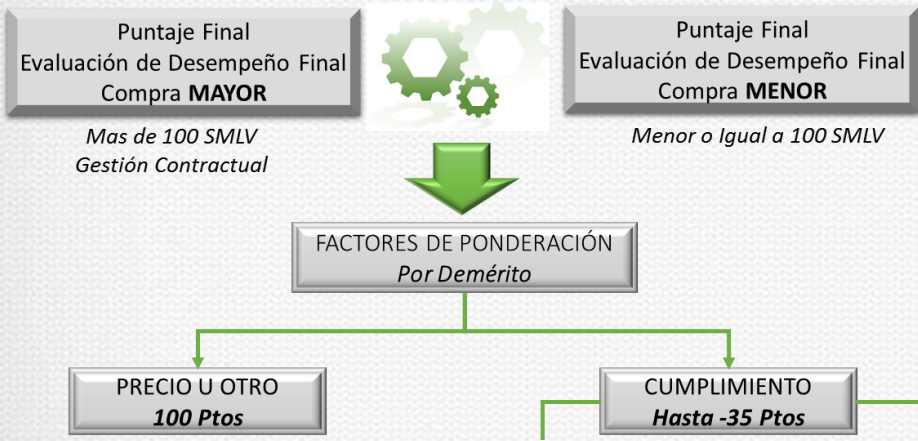 Puntaje Final
Evaluación de Desempeño Final
Compra MAYOR
Mas de 100 SMLV
Gestión Contractual
Puntaje Final
Evaluación de Desempeño Final
Compra MENOR
Menor o Igual a 100 SMLV
FACTORES DE PONDERACIÓN
Por Demérito
PRECIO U OTRO
100 Ptos
CUMPLIMIENTO
Hasta -35 Ptos